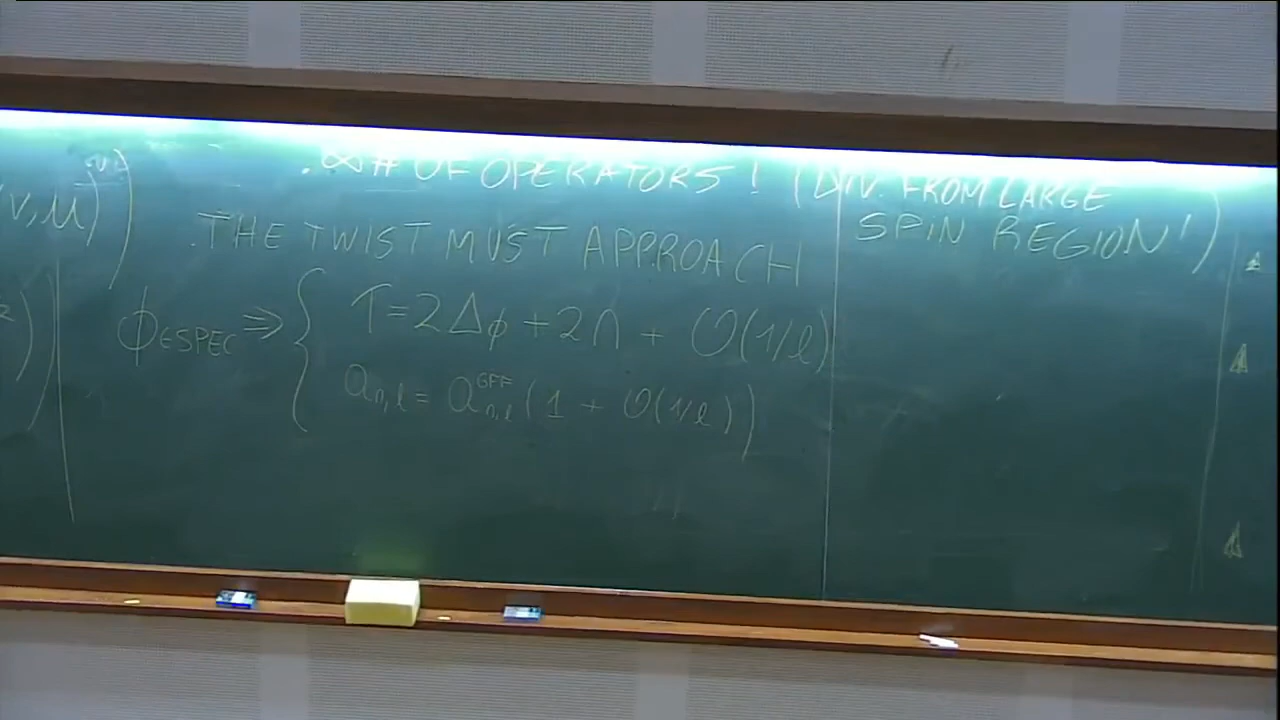 . ∞ # OF OPERATORS ! (DIV. FROM LARGE
SPIN REGION!)
. THE TWIST MUST APPROACH
(v,μ)
ϕ ∈ SPEC ⇒ { τ = 2Δϕ + 2n + O(1/ℓ)
a_{n,ℓ} = a^{GFF}_{n,ℓ} (1 + O(1/ℓ))